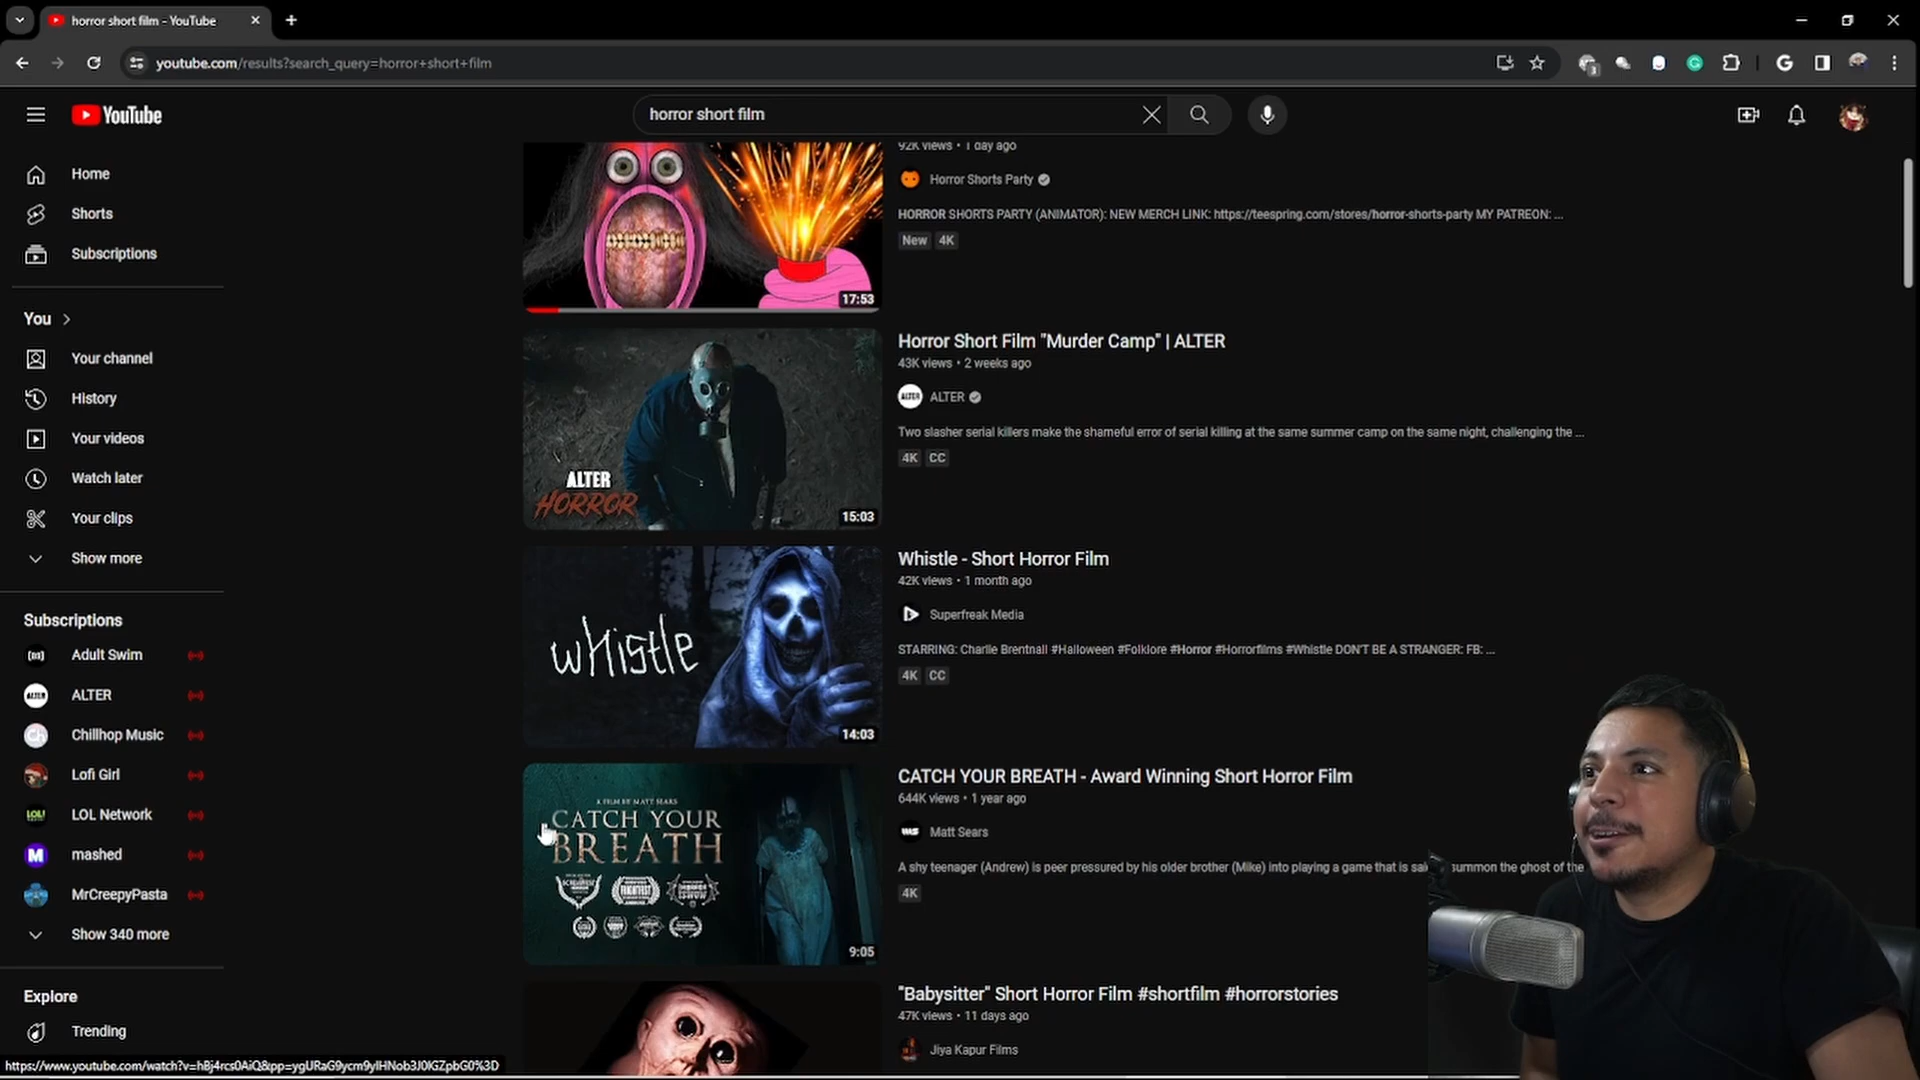 horror short film - YouTube
youtube.com/results?search_query=horror+short+film
3
YouTube
horror short film
Home
Shorts
Subscriptions
You
Your channel
History
Your videos
Watch later
Your clips
Show more
Subscriptions
Adult Swim
ALTER
Chillhop Music
Lofi Girl
LOL Network
mashed
MrCreepyPasta
Show 340 more
Explore
Trending
92K views • 1 day ago
Horror Shorts Party
HORROR SHORTS PARTY (ANIMATOR): NEW MERCH LINK: https://teespring.com/stores/horror-shorts-party MY PATREON: ...
New 4K
17:53
Horror Short Film "Murder Camp" | ALTER
43K views • 2 weeks ago
ALTER
Two slasher serial killers make the shameful error of serial killing at the same summer camp on the same night, challenging the ...
4K CC
ALTER
HORROR
15:03
Whistle - Short Horror Film
42K views • 1 month ago
Superfreak Media
STARRING: Charlie Brentnall #Halloween #Folklore #Horror #Horrorfilms #Whistle DON'T BE A STRANGER: FB: ...
4K CC
whistle
14:03
CATCH YOUR BREATH - Award Winning Short Horror Film
644K views • 1 year ago
Matt Sears
A shy teenager (Andrew) is peer pressured by his older brother (Mike) into playing a game that is summon the ghost of the
4K
A FILM BY MATT SEARS
CATCH YOUR
BREATH
9:05
"Babysitter" Short Horror Film #shortfilm #horrorstories
47K views • 11 days ago
Jiya Kapur Films